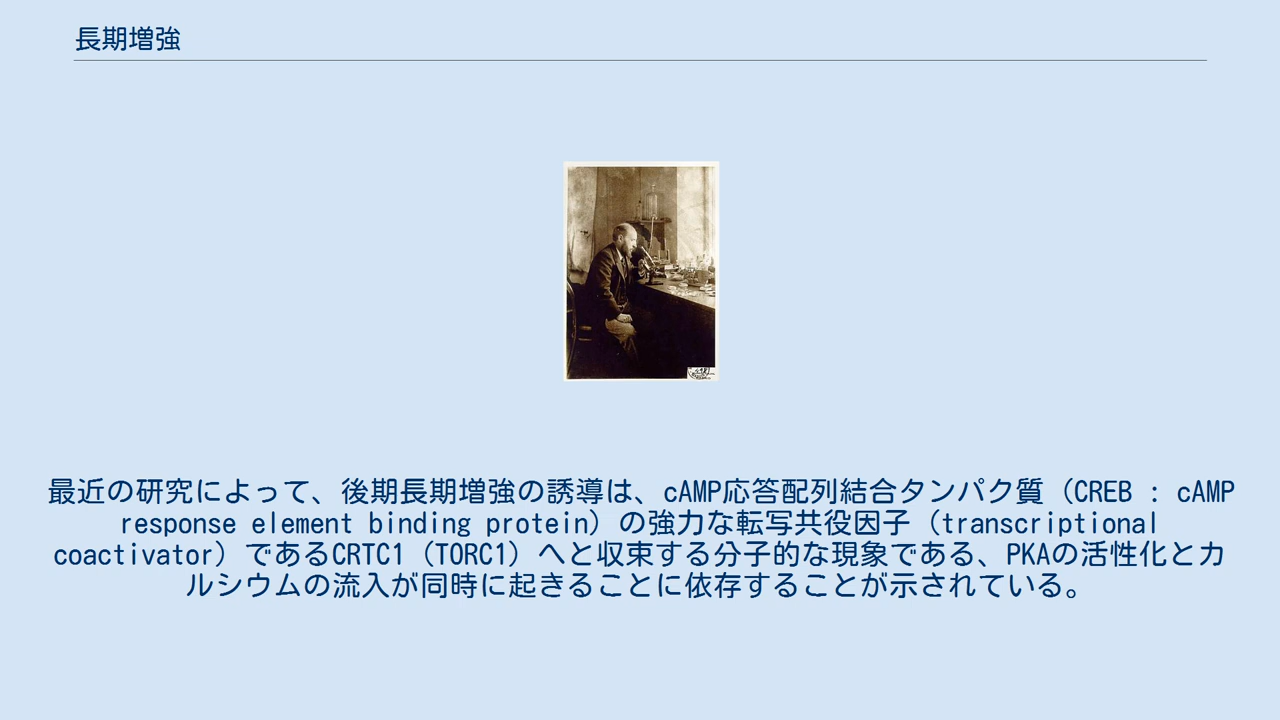 長期増強
最近の研究によって、後期長期増強の誘導は、cAMP応答配列結合タンパク質（CREB : cAMP
response element binding protein）の強力な転写共役因子（transcriptional
coactivator）であるCRTC1（TORC1）へと収束する分子的な現象である、PKAの活性化とカ
ルシウムの流入が同時に起きることに依存することが示されている。